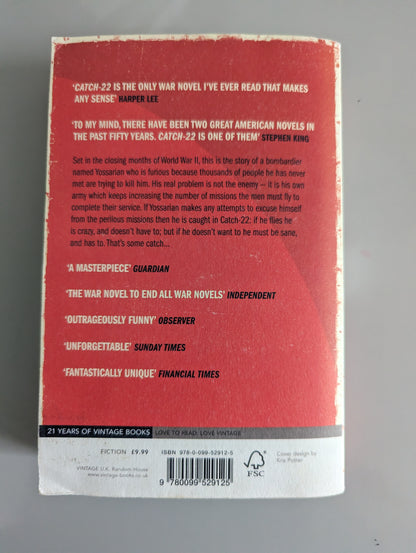 'CATCH-22 IS THE ONLY WAR NOVEL I'VE EVER READ THAT MAKES
ANY SENSE' HARPER LEE
'TO MY MIND, THERE HAVE BEEN TWO GREAT AMERICAN NOVELS IN
THE PAST FIFTY YEARS. CATCH-22 IS ONE OF THEM' STEPHEN KING
Set in the closing months of World War II, this is the story of a bombardier
named Yossarian who is furious because thousands of people he has never
met are trying to kill him. His real problem is not the enemy – it is his own
army which keeps increasing the number of missions the men must fly to
complete their service. If Yossarian makes any attempts to excuse himself
from the perilous missions then he is caught in Catch-22: if he flies he
is crazy, and doesn't have to; but if he doesn't want to he must be sane,
and has to. That's some catch...
'A MASTERPIECE' GUARDIAN
'THE WAR NOVEL TO END ALL WAR NOVELS' INDEPENDENT
'OUTRAGEOUSLY FUNNY' OBSERVER
'UNFORGETTABLE' SUNDAY TIMES
'FANTASTICALLY UNIQUE' FINANCIAL TIMES
21 YEARS OF VINTAGE BOOKS LOVE TO READ. LOVE VINTAGE
FICTION £9.99
ISBN 978-0-099-52912-5
VINTAGE U.K. Random House
www.vintage-books.co.uk
9 780099 529125
FSC
Cover design by
Kris Potter